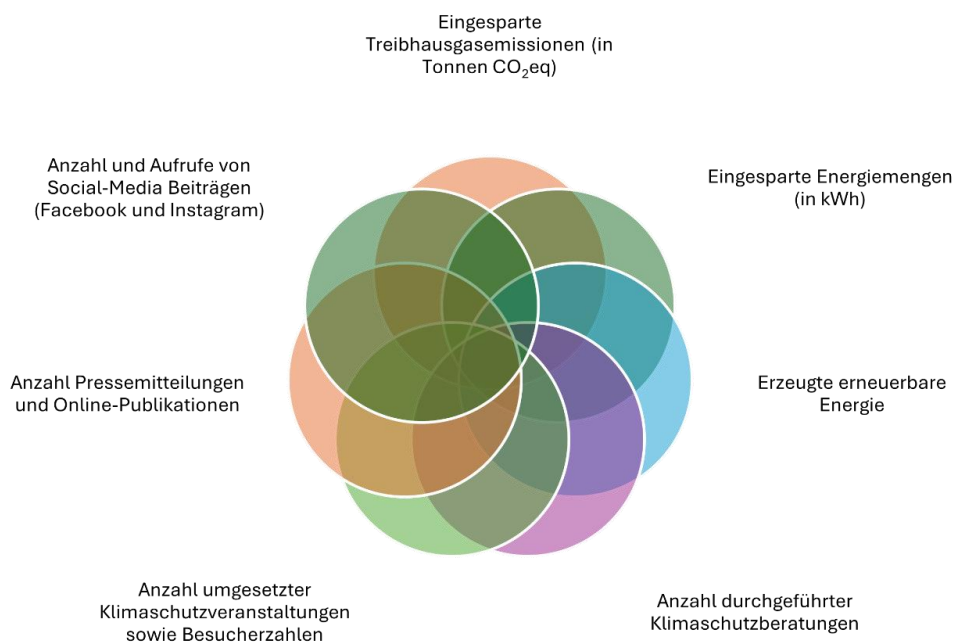 Eingesparte
Treibhausgasemissionen (in
Tonnen CO₂eq)
Anzahl und Aufrufe von
Social-Media Beiträgen
(Facebook und Instagram)
Eingesparte Energiemengen
(in kWh)
Anzahl Pressemitteilungen
und Online-Publikationen
Erzeugte erneuerbare
Energie
Anzahl umgesetzter
Klimaschutzveranstaltungen
sowie Besucherzahlen
Anzahl durchgeführter
Klimaschutzberatungen